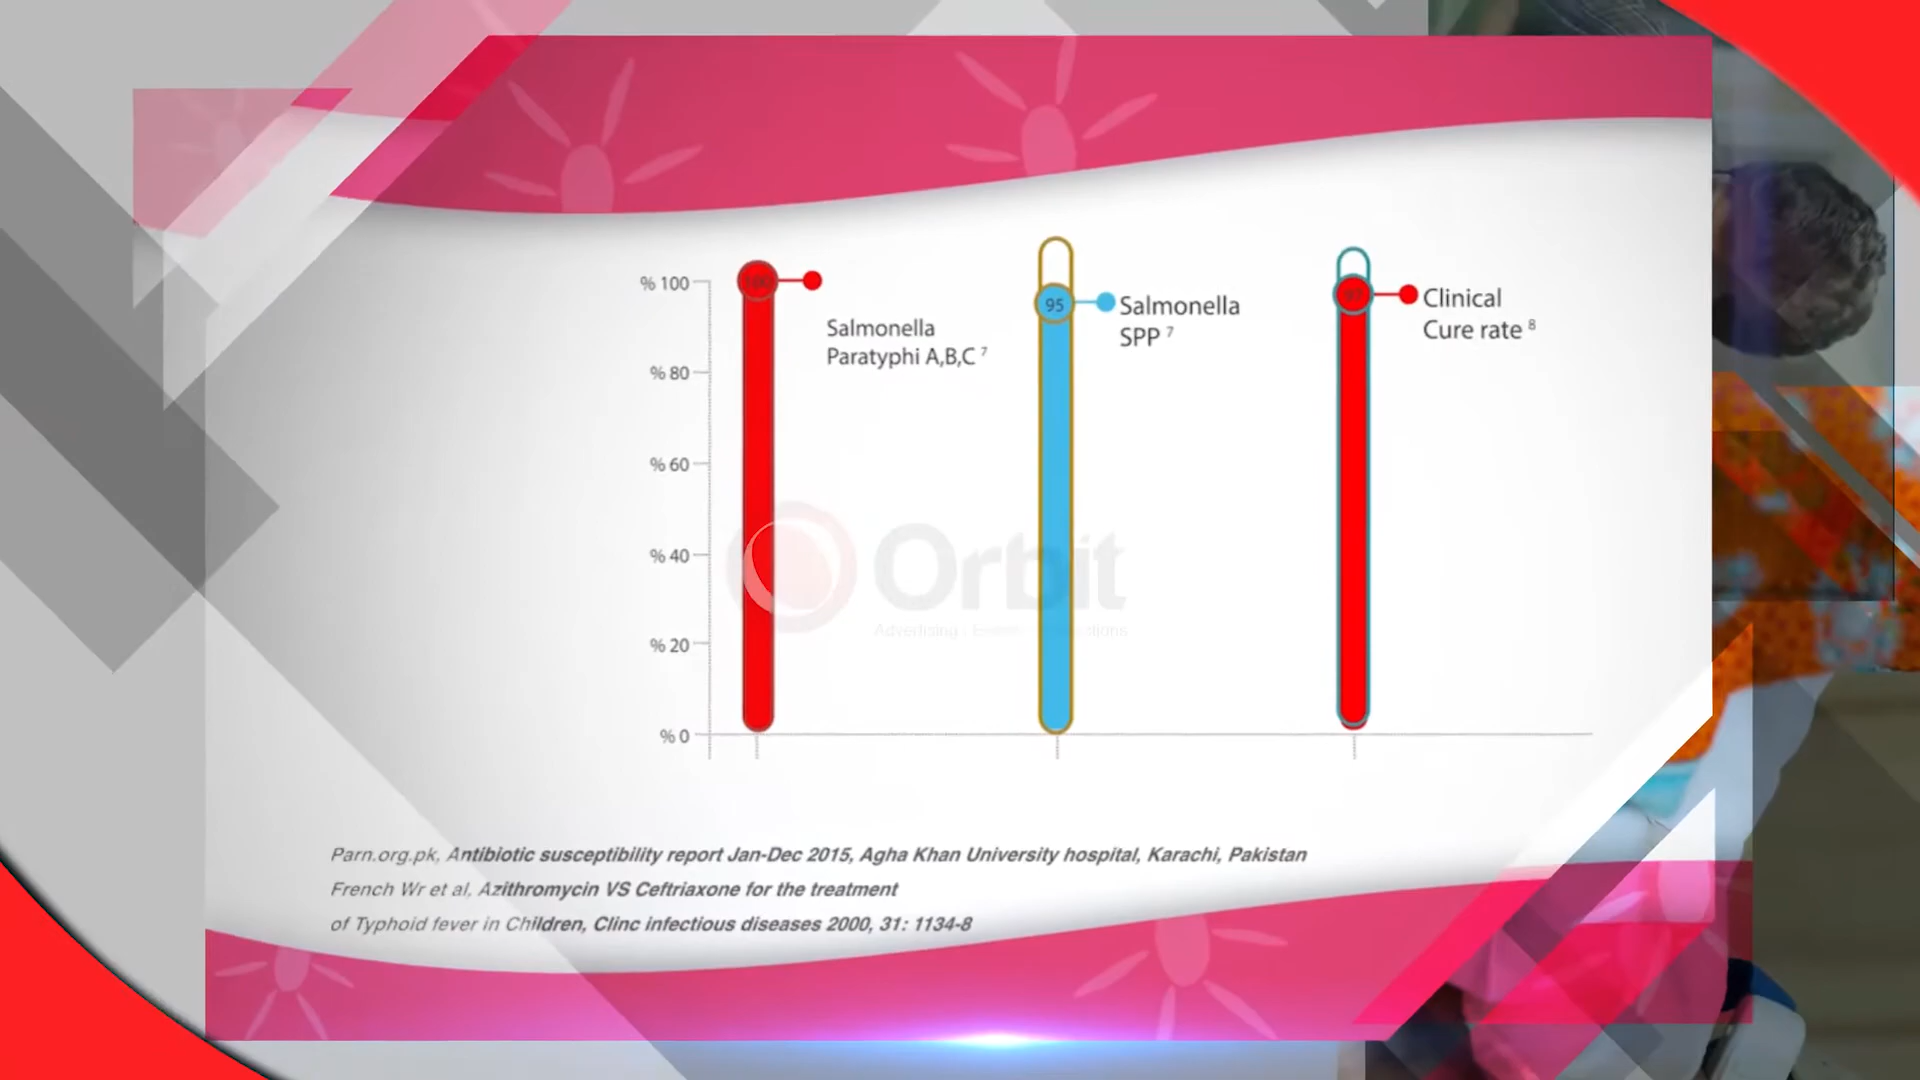 % 100
100
Salmonella
Paratyphi A,B,C 7
95
Salmonella
SPP 7
97
Clinical
Cure rate 8
% 80
% 60
% 40
% 20
% 0
Orbit
Advertising
Parn.org.pk, Antibiotic susceptibility report Jan-Dec 2015, Agha Khan University hospital, Karachi, Pakistan
French Wr et al, Azithromycin VS Ceftriaxone for the treatment
of Typhoid fever in Children, Clinc infectious diseases 2000, 31: 1134-8